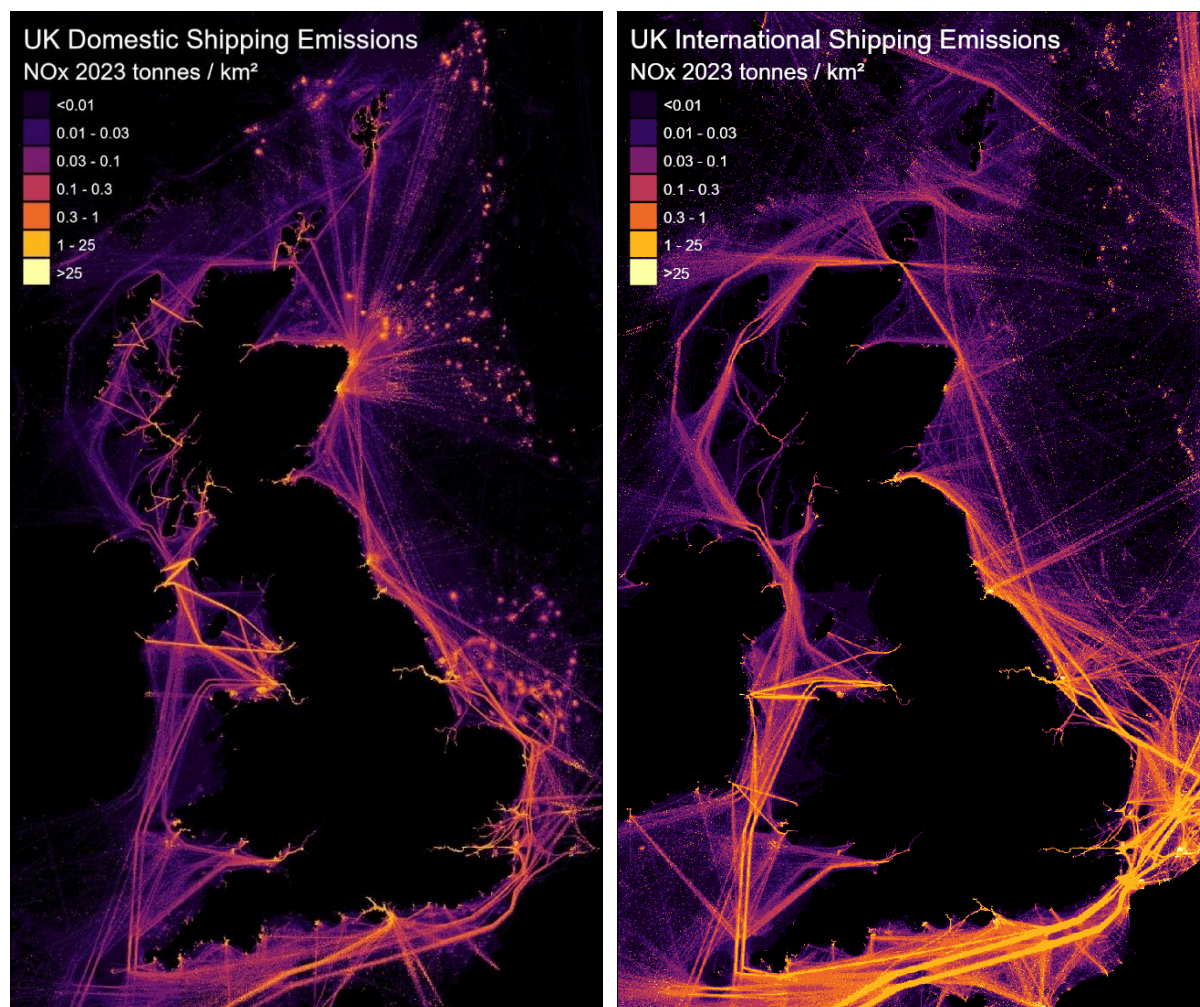 UK Domestic Shipping Emissions
NOx 2023 tonnes / km²
<0.01
0.01 - 0.03
0.03 - 0.1
0.1 - 0.3
0.3 - 1
1 - 25
>25
UK International Shipping Emissions
NOx 2023 tonnes / km²
<0.01
0.01 - 0.03
0.03 - 0.1
0.1 - 0.3
0.3 - 1
1 - 25
>25